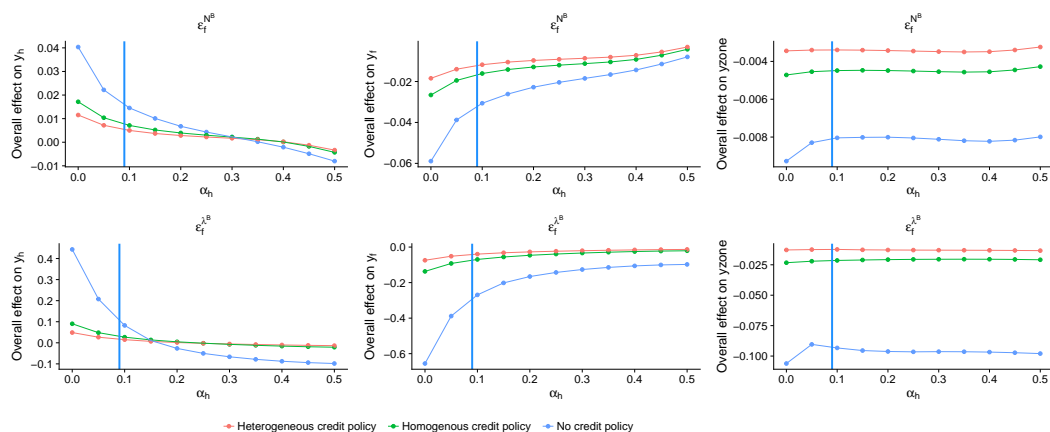 ε_f^{N^B} ε_f^{N^B} ε_f^{N^B}
Overall effect on y_h
0.04
0.03
0.02
0.01
0.00
−0.01
0.0 0.1 0.2 0.3 0.4 0.5
α_h
Overall effect on y_f
−0.02
−0.04
−0.06
0.0 0.1 0.2 0.3 0.4 0.5
α_h
Overall effect on yzone
−0.004
−0.006
−0.008
0.0 0.1 0.2 0.3 0.4 0.5
α_h
ε_f^{λ^B} ε_f^{λ^B} ε_f^{λ^B}
Overall effect on y_h
0.4
0.3
0.2
0.1
0.0
−0.1
0.0 0.1 0.2 0.3 0.4 0.5
α_h
Overall effect on y_f
0.0
−0.2
−0.4
−0.6
0.0 0.1 0.2 0.3 0.4 0.5
α_h
Overall effect on yzone
−0.025
−0.050
−0.075
−0.100
0.0 0.1 0.2 0.3 0.4 0.5
α_h
Heterogeneous credit policy Homogenous credit policy No credit policy